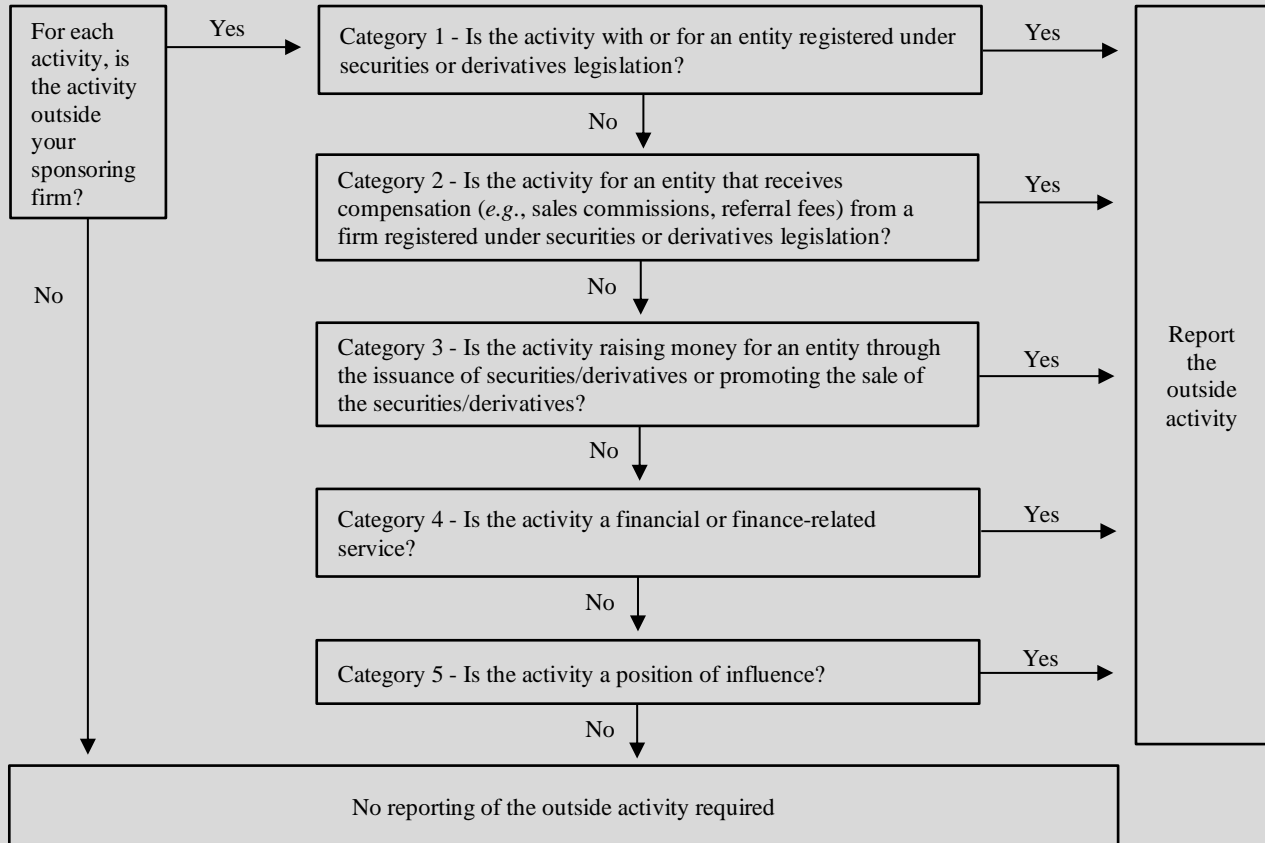 For each
activity, is
the activity
outside
your
sponsoring
firm?
Yes
Category 1 - Is the activity with or for an entity registered under
securities or derivatives legislation?
Yes
No
Category 2 - Is the activity for an entity that receives
compensation (e.g., sales commissions, referral fees) from a
firm registered under securities or derivatives legislation?
Yes
No
No
Category 3 - Is the activity raising money for an entity through
the issuance of securities/derivatives or promoting the sale of
the securities/derivatives?
Yes
Report
the
outside
activity
No
Category 4 - Is the activity a financial or finance-related
service?
Yes
No
Category 5 - Is the activity a position of influence?
Yes
No
No reporting of the outside activity required